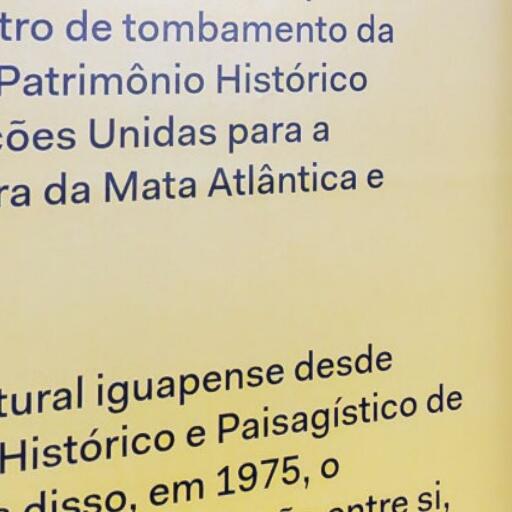 tro de tombamento da
Patrimônio Histórico
ções Unidas para a
ra da Mata Atlântica e
tural iguapense desde
Histórico e Paisagístico de
disso, em 1975, o
entre si,